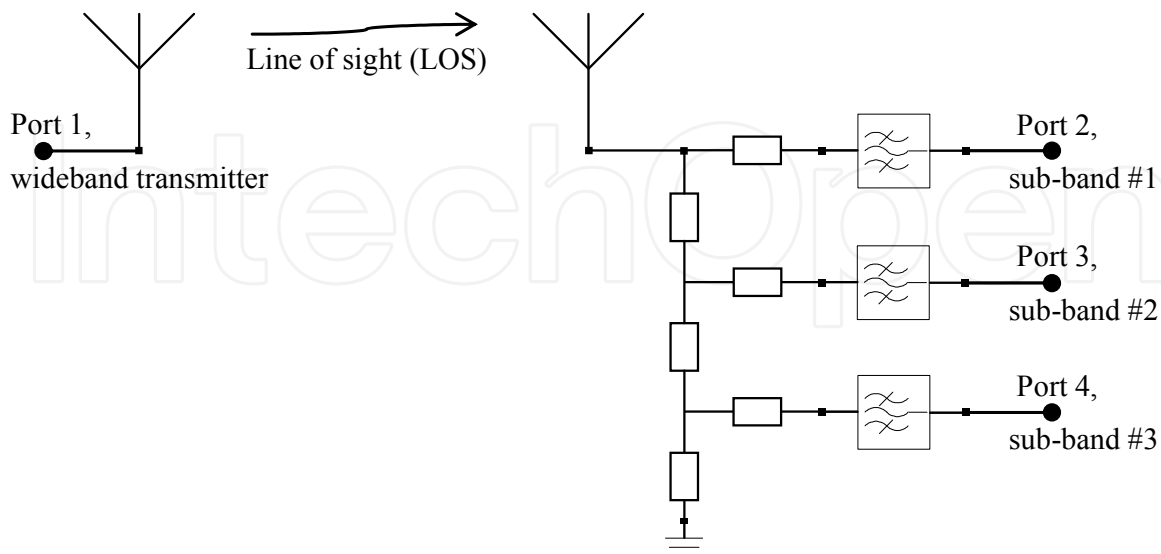 Line of sight (LOS)
Port 1,
wideband transmitter
Port 2,
sub-band #1
Port 3,
sub-band #2
Port 4,
sub-band #3
IntechOpen